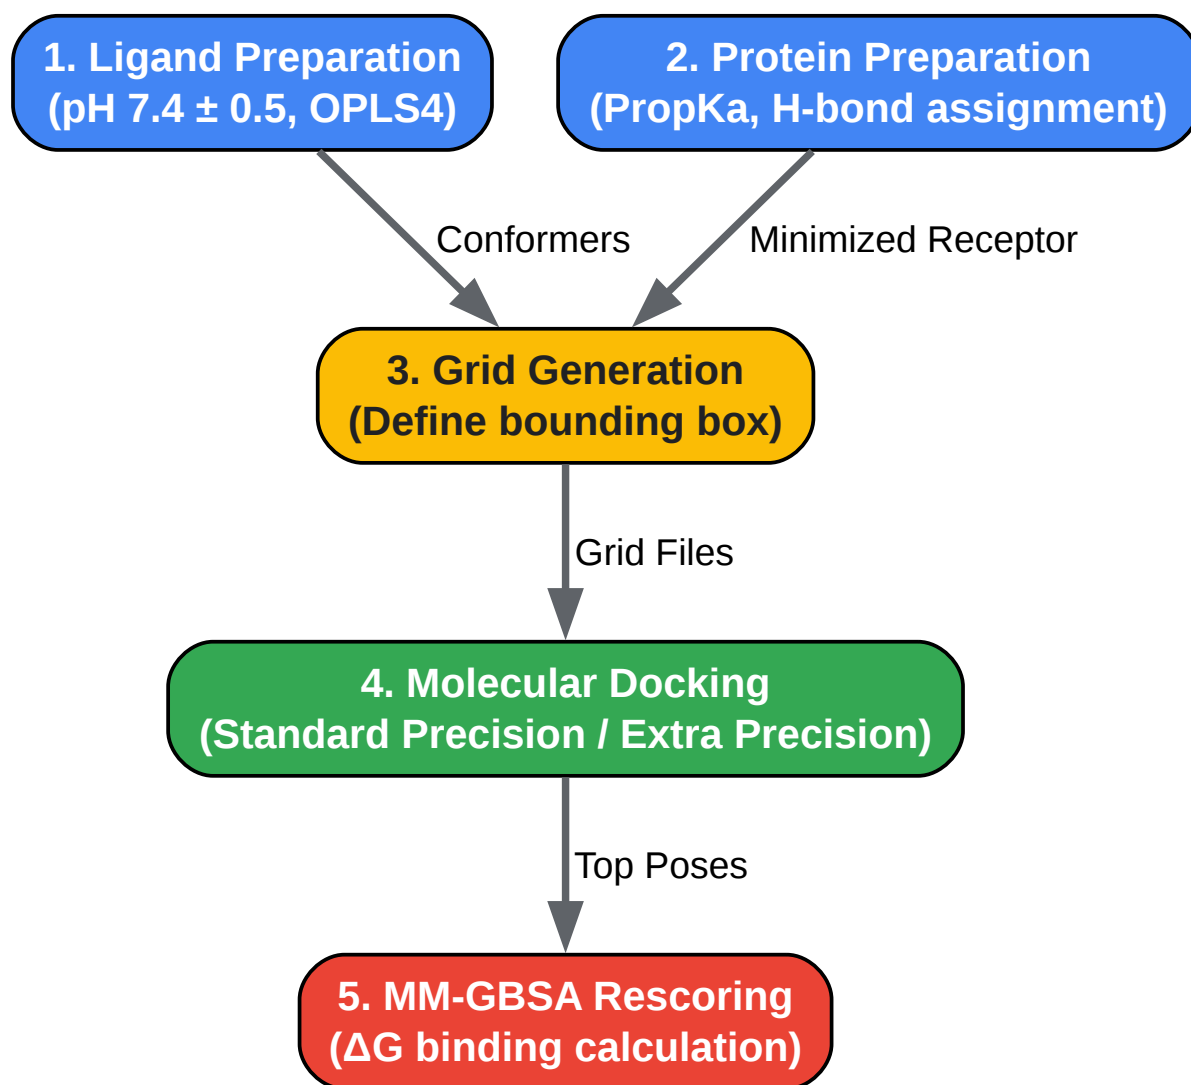 1. Ligand Preparation
(pH 7.4 ± 0.5, OPLS4)
2. Protein Preparation
(PropKa, H-bond assignment)
Conformers
Minimized Receptor
3. Grid Generation
(Define bounding box)
Grid Files
4. Molecular Docking
(Standard Precision / Extra Precision)
Top Poses
5. MM-GBSA Rescoring
(ΔG binding calculation)